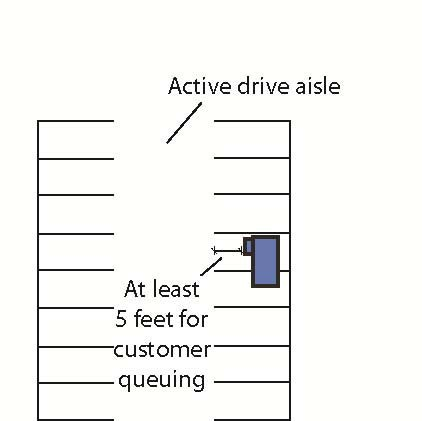 Active drive aisle
At least
5 feet for
customer
queuing